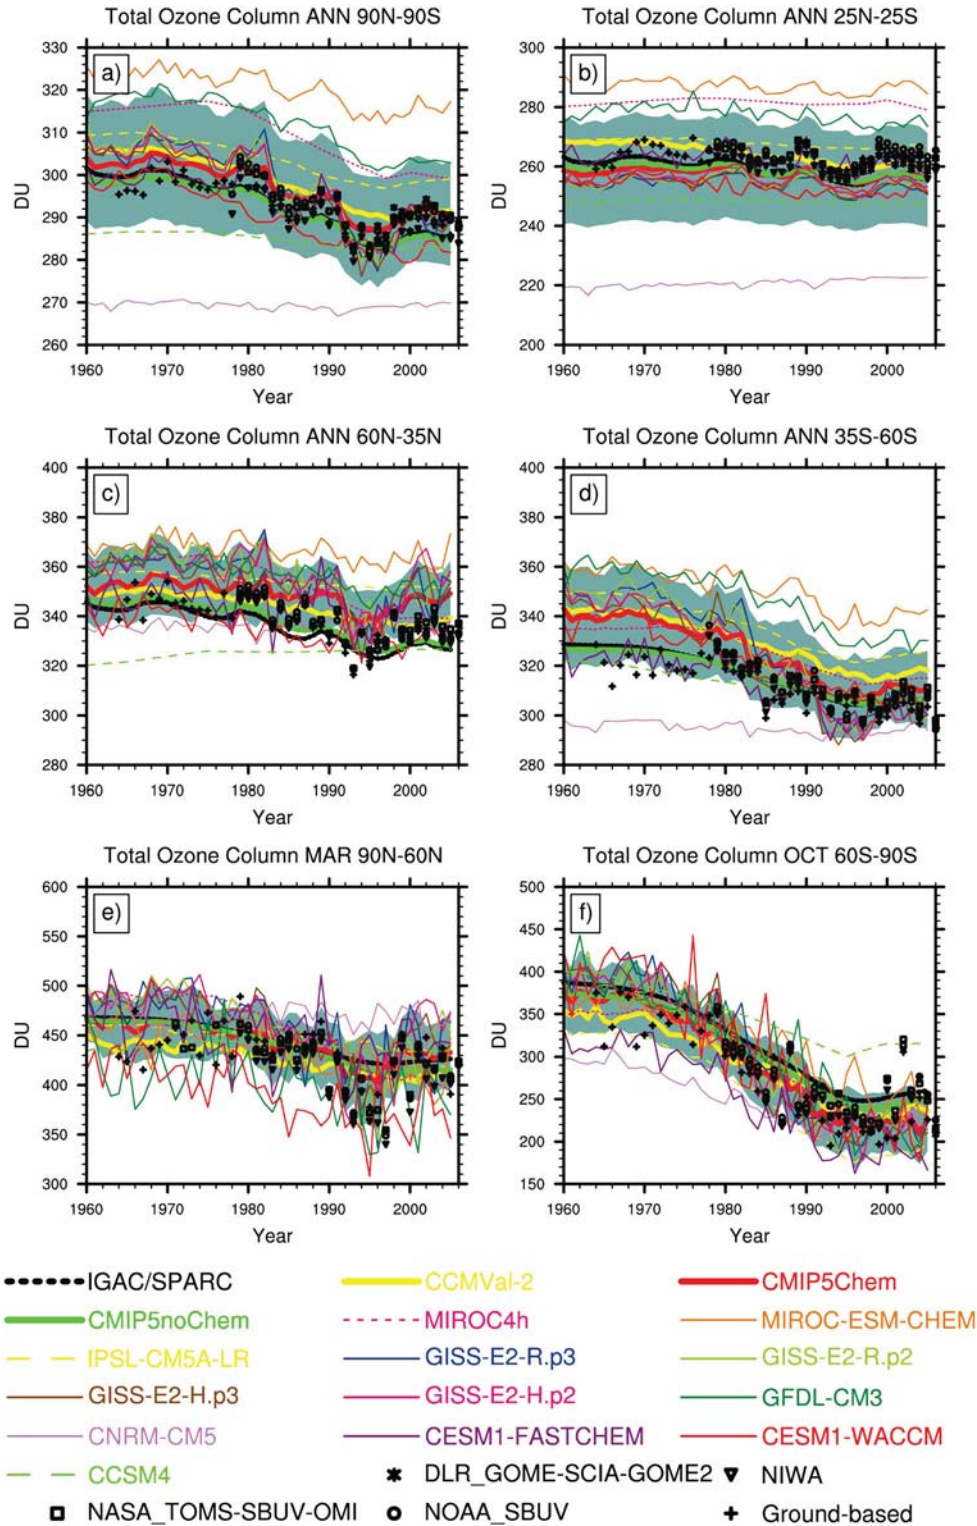 Total Ozone Column ANN 90N-90S
Total Ozone Column ANN 25N-25S
330
320
310
300
290
280
270
260
DU
a)
1960
1970
1980
1990
2000
Year
300
280
260
240
220
200
DU
b)
1960
1970
1980
1990
2000
Year
Total Ozone Column ANN 60N-35N
Total Ozone Column ANN 35S-60S
400
380
360
340
320
300
280
DU
c)
1960
1970
1980
1990
2000
Year
400
380
360
340
320
300
280
DU
d)
1960
1970
1980
1990
2000
Year
Total Ozone Column MAR 90N-60N
Total Ozone Column OCT 60S-90S
600
550
500
450
400
350
300
DU
e)
1960
1970
1980
1990
2000
Year
500
450
400
350
300
250
200
150
DU
f)
1960
1970
1980
1990
2000
Year
IGAC/SPARC
CCMVal-2
CMIP5Chem
CMIP5noChem
MIROC4h
MIROC-ESM-CHEM
IPSL-CM5A-LR
GISS-E2-R.p3
GISS-E2-R.p2
GISS-E2-H.p3
GISS-E2-H.p2
GFDL-CM3
CNRM-CM5
CESM1-FASTCHEM
CESM1-WACCM
CCSM4
DLR_GOME-SCIA-GOME2
NIWA
NASA_TOMS-SBUV-OMI
NOAA_SBUV
Ground-based